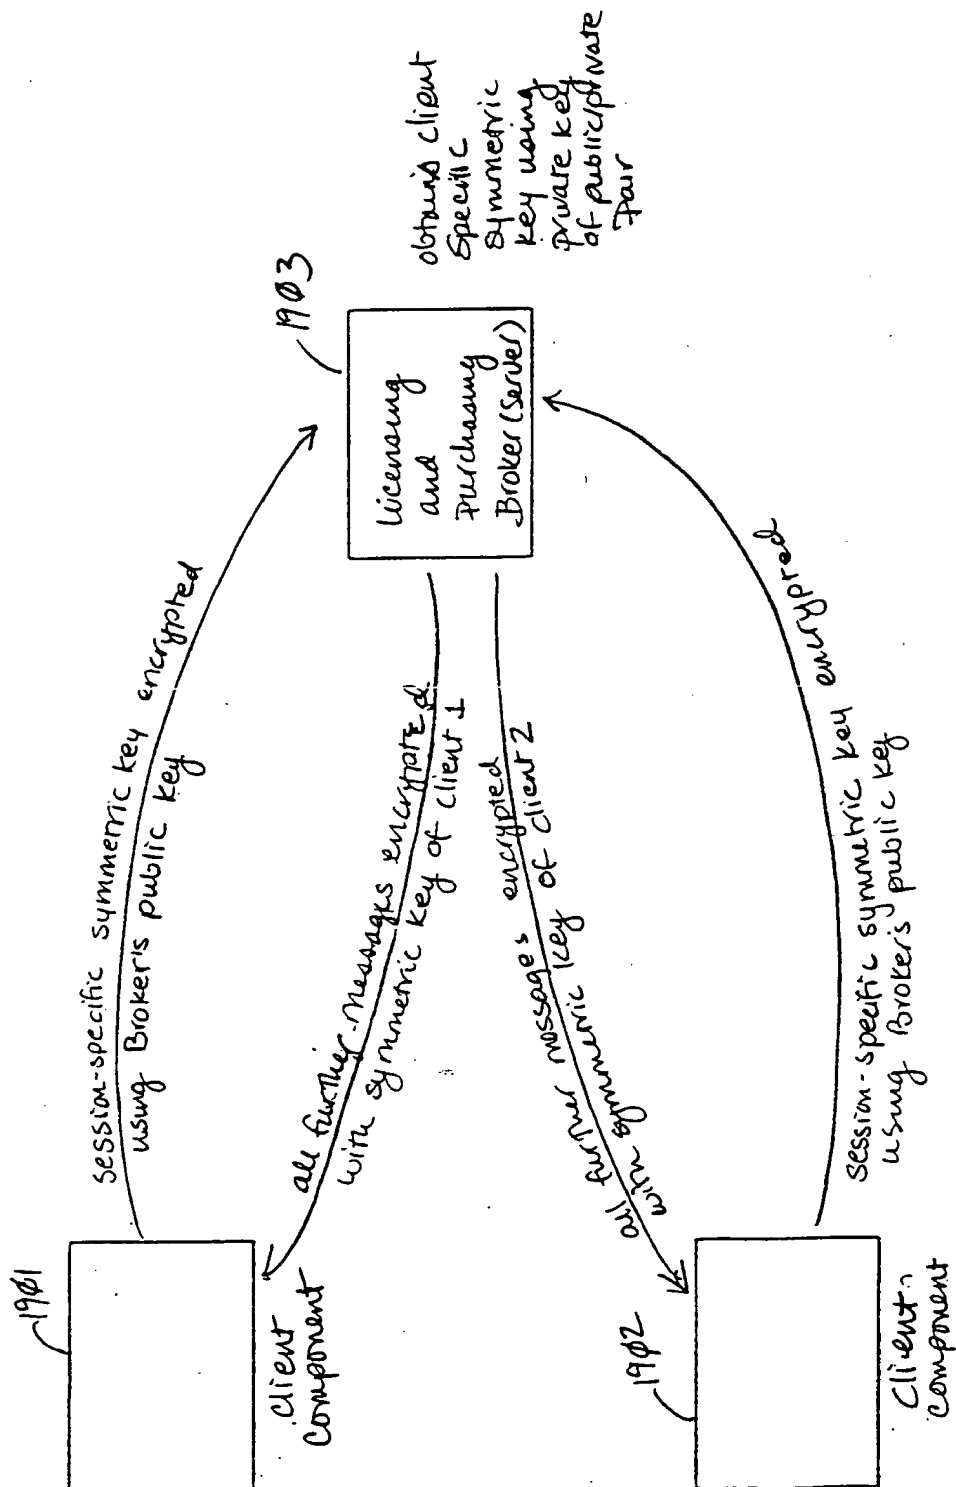 1901
client
component
session-specific symmetric key encrypted
using Broker's public key
all further messages encrypted
with symmetric key of client 1
1903
Licensing
and
Purchasing
Broker (server)
obtains client
specific
symmetric
key using
private key
of public/private
Pair
all further messages encrypted
with symmetric key of client 2
1902
Client
component
session-specific symmetric key encrypted
using Broker's public key